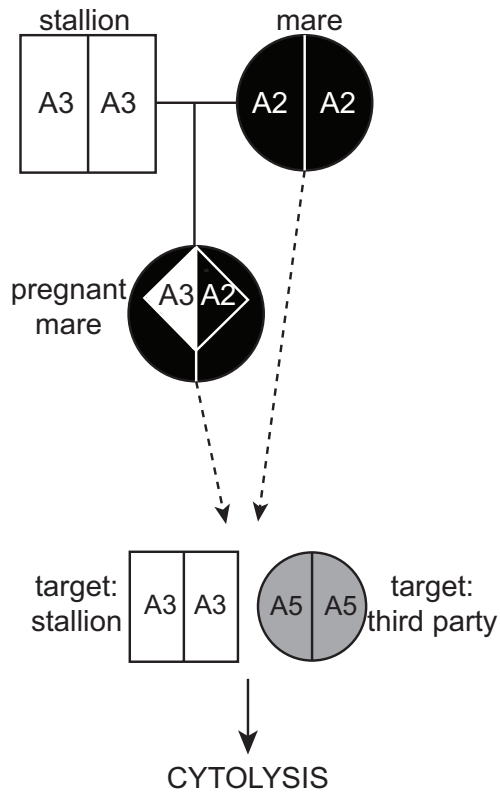 stallion
mare
A3 A3
A2 A2
pregnant
mare
A3 A2
target:
stallion
A3 A3
A5 A5
target:
third party
CYTOLYSIS